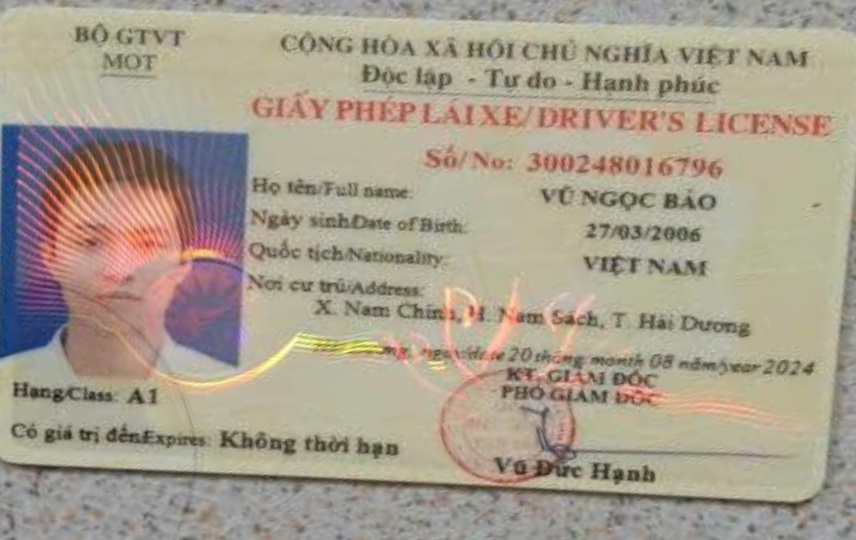 BỘ GTVT
MOT
CỘNG HÒA XÃ HỘI CHỦ NGHĨA VIỆT NAM
Độc lập - Tự do - Hạnh phúc
GIẤY PHÉP LÁI XE/DRIVER'S LICENSE
Số/No: 300248016796
Họ tên/Full name: VŨ NGỌC BẢO
Ngày sinh/Date of Birth: 27/03/2006
Quốc tịch/Nationality: VIỆT NAM
Nơi cư trú/Address:
X. Nam Chính, H. Nam Sách, T. Hải Dương
ngày/date 20 tháng/month 08 năm/year 2024
KT. GIÁM ĐỐC
PHÓ GIÁM ĐỐC
Hạng/Class: A1
Có giá trị đến/Expires: Không thời hạn
Vũ Đức Hạnh